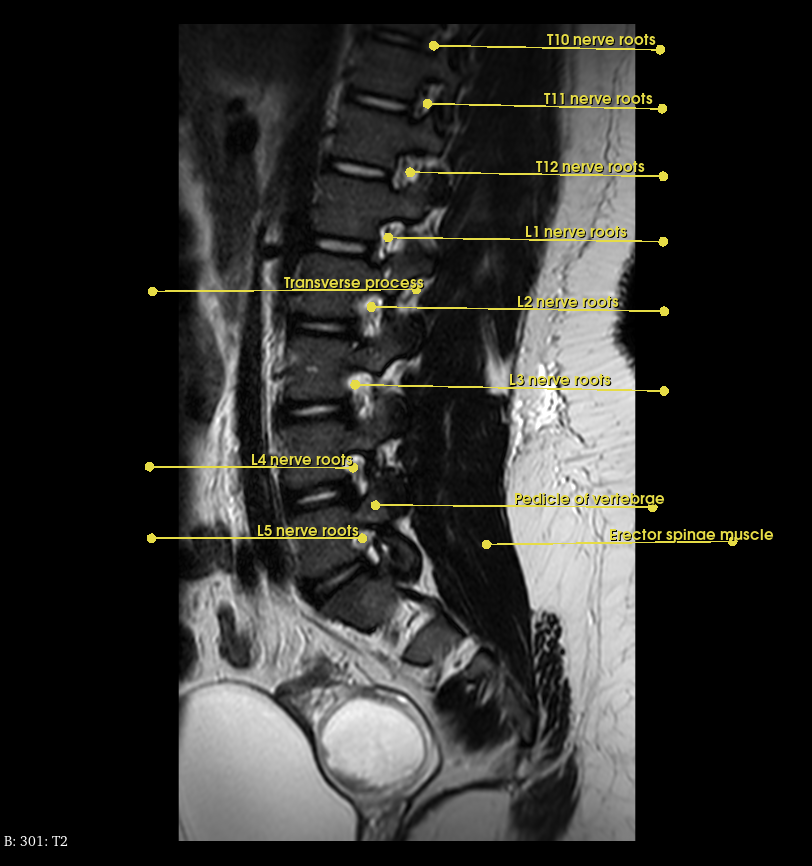 T10 nerve roots
T11 nerve roots
T12 nerve roots
L1 nerve roots
Transverse process
L2 nerve roots
L3 nerve roots
L4 nerve roots
Pedicle of vertebrae
L5 nerve roots
Erector spinae muscle
B: 301: T2